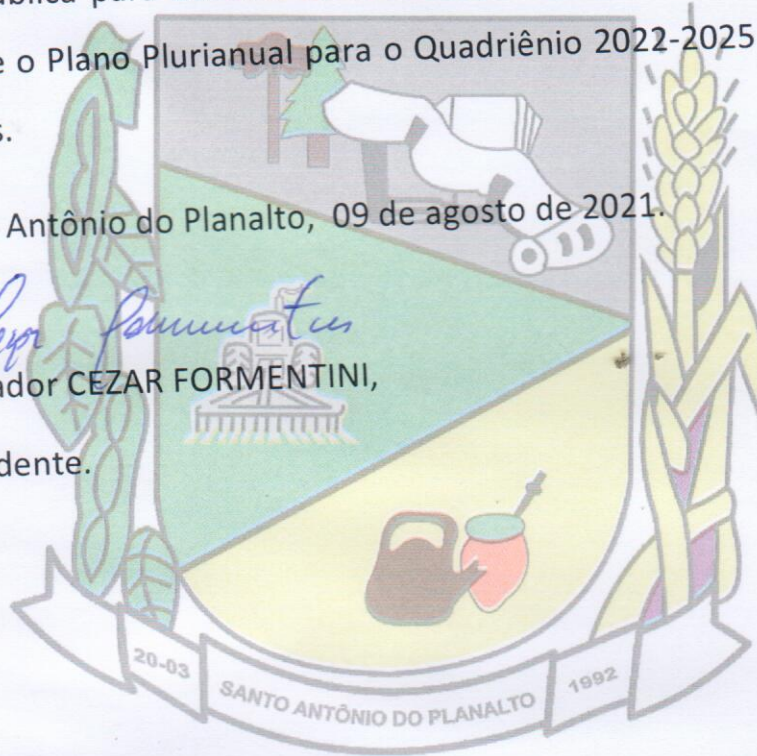 e o Plano Plurianual para o Quadriênio 2022-2025
s.
Antônio do Planalto, 09 de agosto de 2021.
Formentini
ador CEZAR FORMENTINI,
dente.
20-03 SANTO ANTÔNIO DO PLANALTO 1992